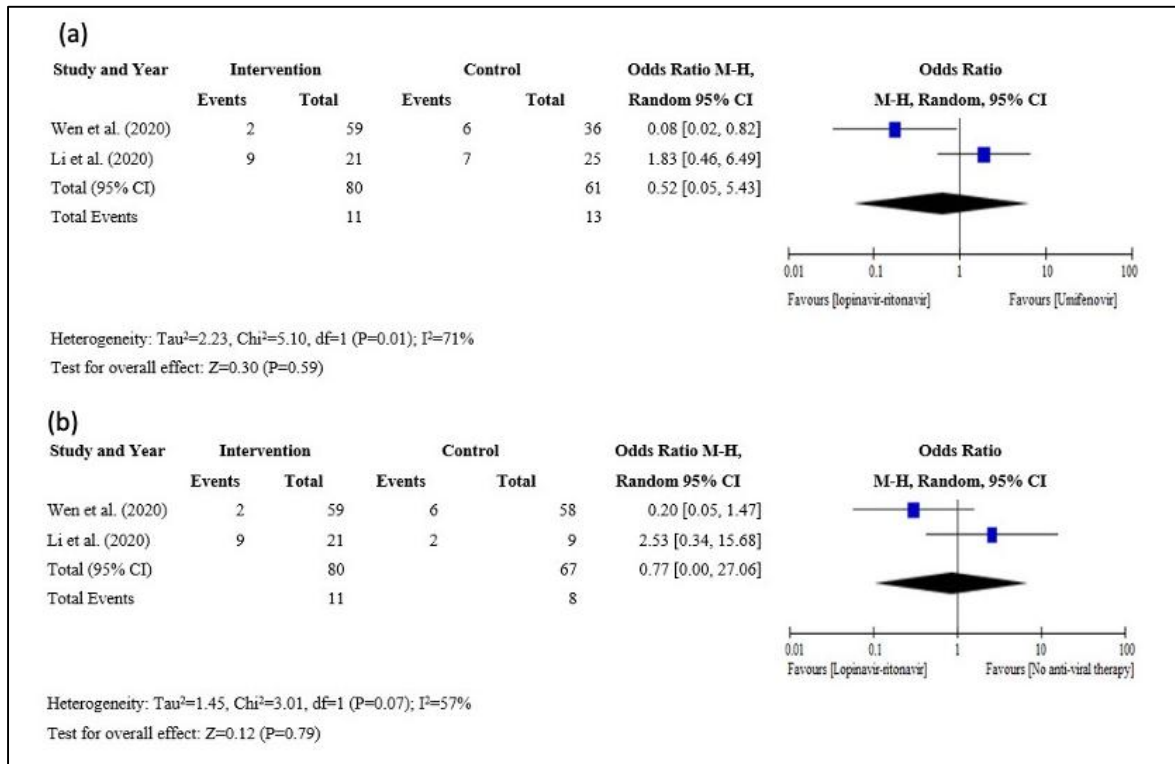 (a)
Study and Year Intervention Control Odds Ratio M-H, Odds Ratio
Events Total Events Total Random 95% CI M-H, Random, 95% CI
Wen et al. (2020) 2 59 6 36 0.08 [0.02, 0.82]
Li et al. (2020) 9 21 7 25 1.83 [0.46, 6.49]
Total (95% CI) 80 61 0.52 [0.05, 5.43]
Total Events 11 13
0.01 0.1 1 10 100
Favours [lopinavir-ritonavir] Favours [Umifenovir]
Heterogeneity: Tau²=2.23, Chi²=5.10, df=1 (P=0.01); I²=71%
Test for overall effect: Z=0.30 (P=0.59)
(b)
Study and Year Intervention Control Odds Ratio M-H, Odds Ratio
Events Total Events Total Random 95% CI M-H, Random, 95% CI
Wen et al. (2020) 2 59 6 58 0.20 [0.05, 1.47]
Li et al. (2020) 9 21 2 9 2.53 [0.34, 15.68]
Total (95% CI) 80 67 0.77 [0.00, 27.06]
Total Events 11 8
0.01 0.1 1 10 100
Favours [Lopinavir-ritonavir] Favours [No anti-viral therapy]
Heterogeneity: Tau²=1.45, Chi²=3.01, df=1 (P=0.07); I²=57%
Test for overall effect: Z=0.12 (P=0.79)